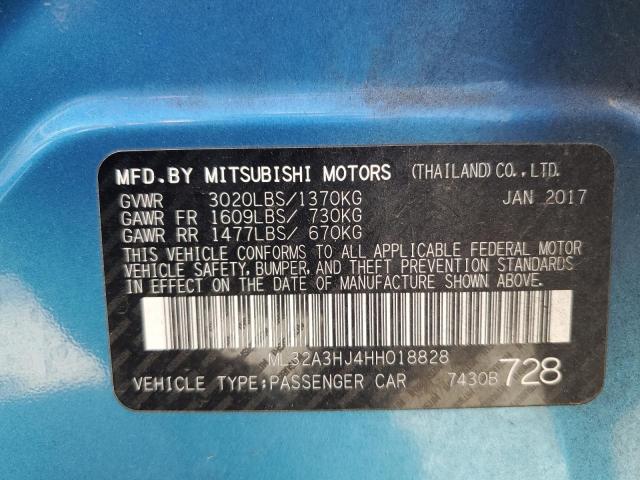 MFD.BY MITSUBISHI MOTORS (THAILAND)CO.,LTD.
GVWR 3020LBS/1370KG JAN 2017
GAWR FR 1609LBS/ 730KG
GAWR RR 1477LBS/ 670KG
THIS VEHICLE CONFORMS TO ALL APPLICABLE FEDERAL MOTOR
VEHICLE SAFETY, BUMPER, AND THEFT PREVENTION STANDARDS
IN EFFECT ON THE DATE OF MANUFACTURE SHOWN ABOVE.
ML32A3HJ4HH018828
VEHICLE TYPE:PASSENGER CAR 7430B 728